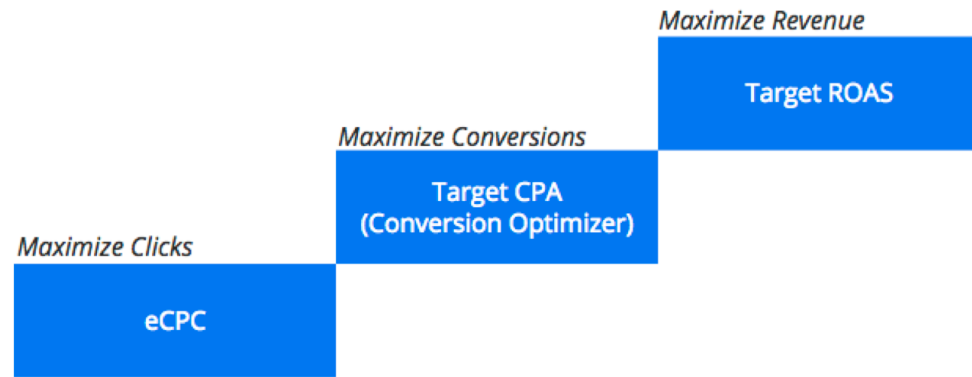 Maximize Revenue
Target ROAS
Maximize Conversions
Target CPA
(Conversion Optimizer)
Maximize Clicks
eCPC